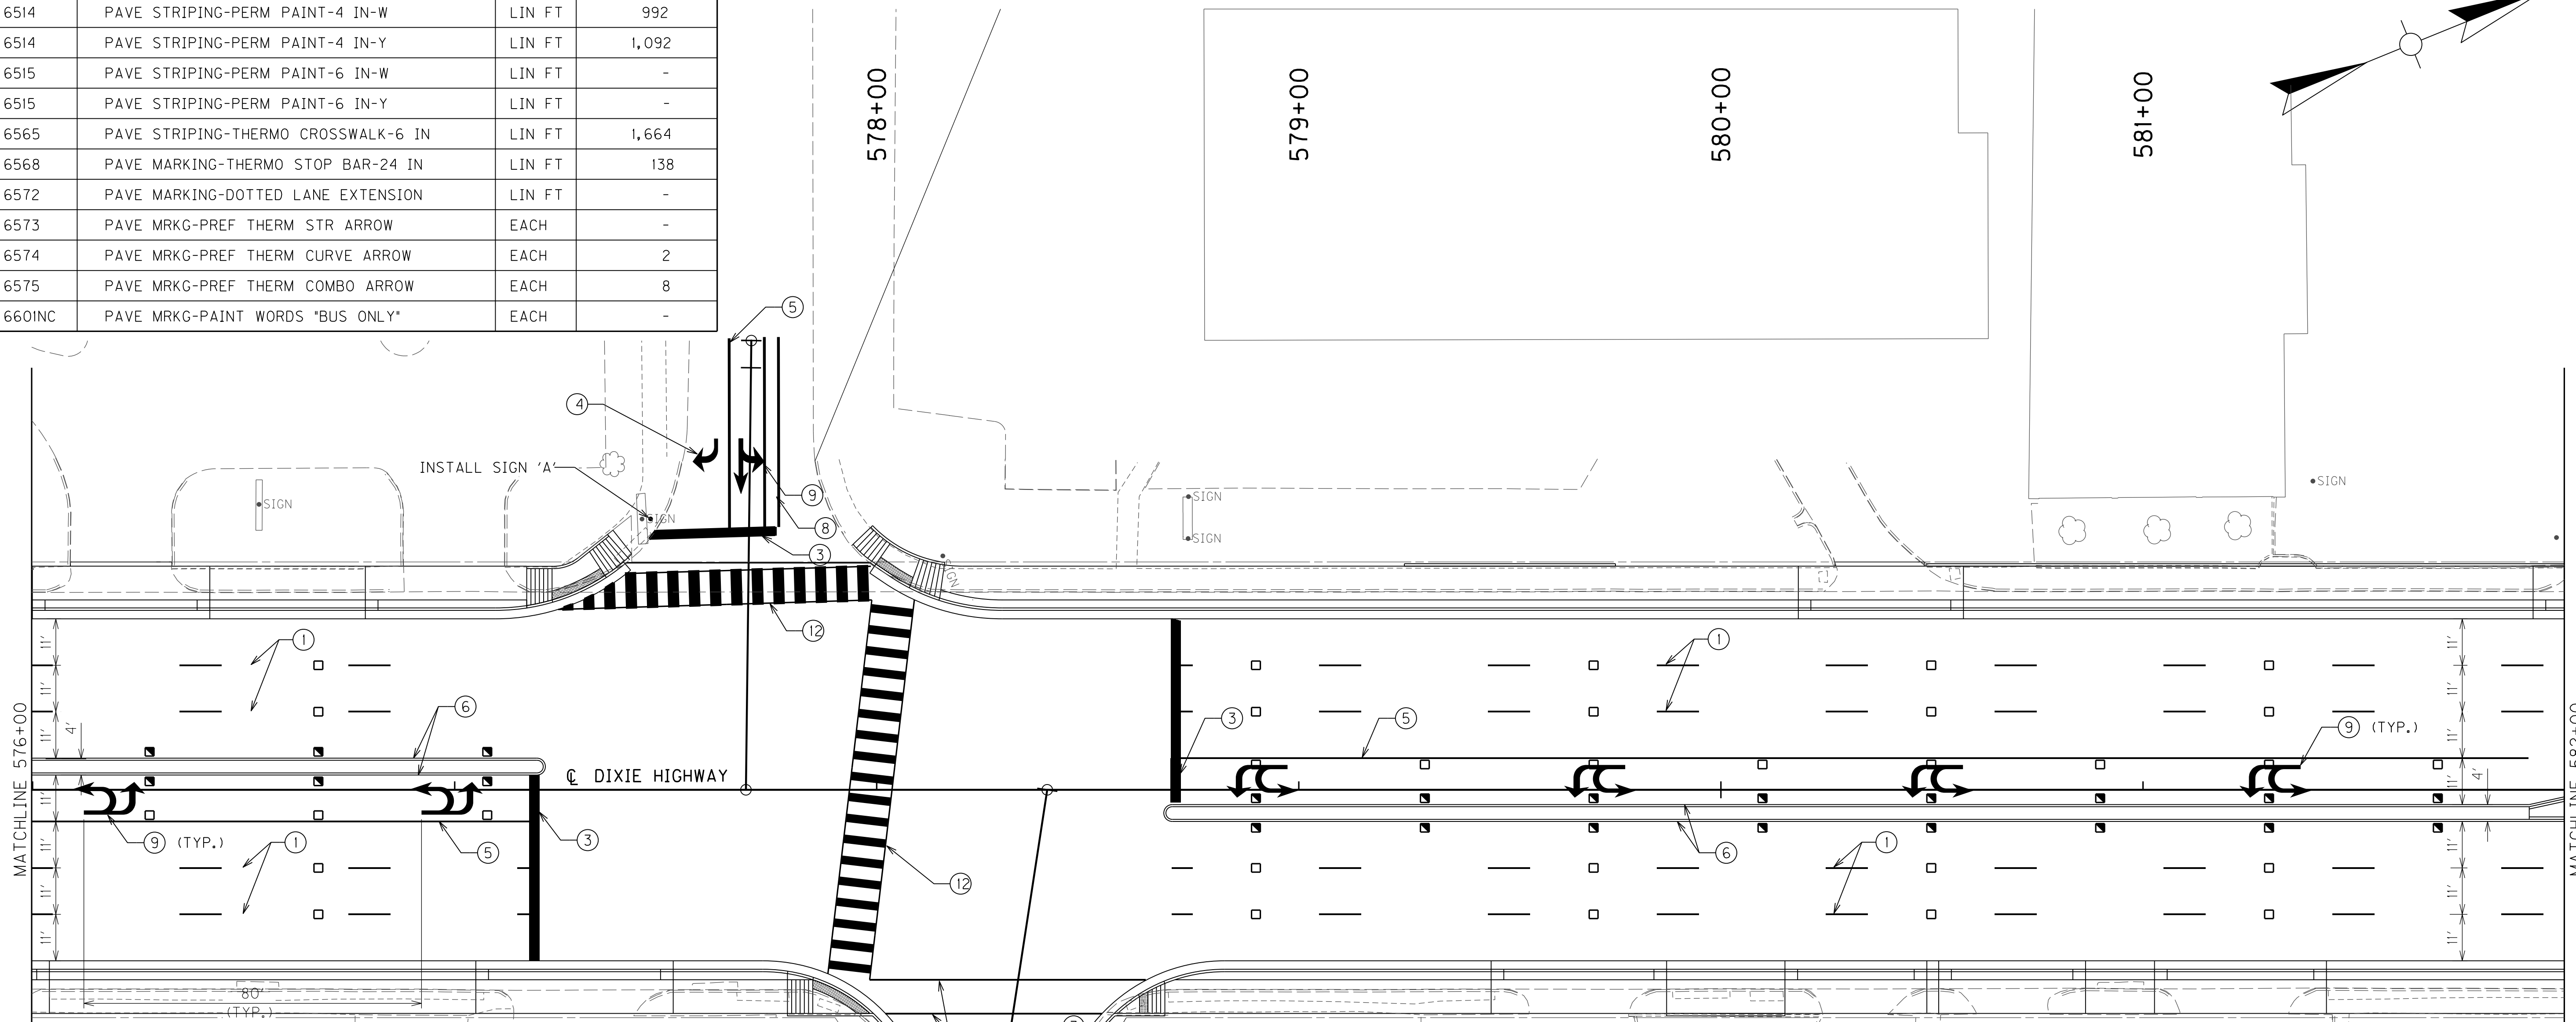 6514 PAVE STRIPING-PERM PAINT-4 IN-W LIN FT 992
6514 PAVE STRIPING-PERM PAINT-4 IN-Y LIN FT 1,092
6515 PAVE STRIPING-PERM PAINT-6 IN-W LIN FT -
6515 PAVE STRIPING-PERM PAINT-6 IN-Y LIN FT -
6565 PAVE STRIPING-THERMO CROSSWALK-6 IN LIN FT 1,664
6568 PAVE MARKING-THERMO STOP BAR-24 IN LIN FT 138
6572 PAVE MARKING-DOTTED LANE EXTENSION LIN FT -
6573 PAVE MRKG-PREF THERM STR ARROW EACH -
6574 PAVE MRKG-PREF THERM CURVE ARROW EACH 2
6575 PAVE MRKG-PREF THERM COMBO ARROW EACH 8
6601NC PAVE MRKG-PAINT WORDS "BUS ONLY" EACH -
578+00
579+00
580+00
581+00
5
4
INSTALL SIGN 'A'
9
8
3
SIGN
SIGN
SIGN
SIGN
SIGN
SIGN
12
1
1
11'
11'
11'
4'
6
MATCHLINE 576+00
℄ DIXIE HIGHWAY
9 (TYP.)
1
5
3
11'
11'
11'
11'
12
80'
(TYP.)
3
5
9 (TYP.)
6
1
11'
11'
11'
11'
4'
11'
11'
11'
MATCHLINE 582+00